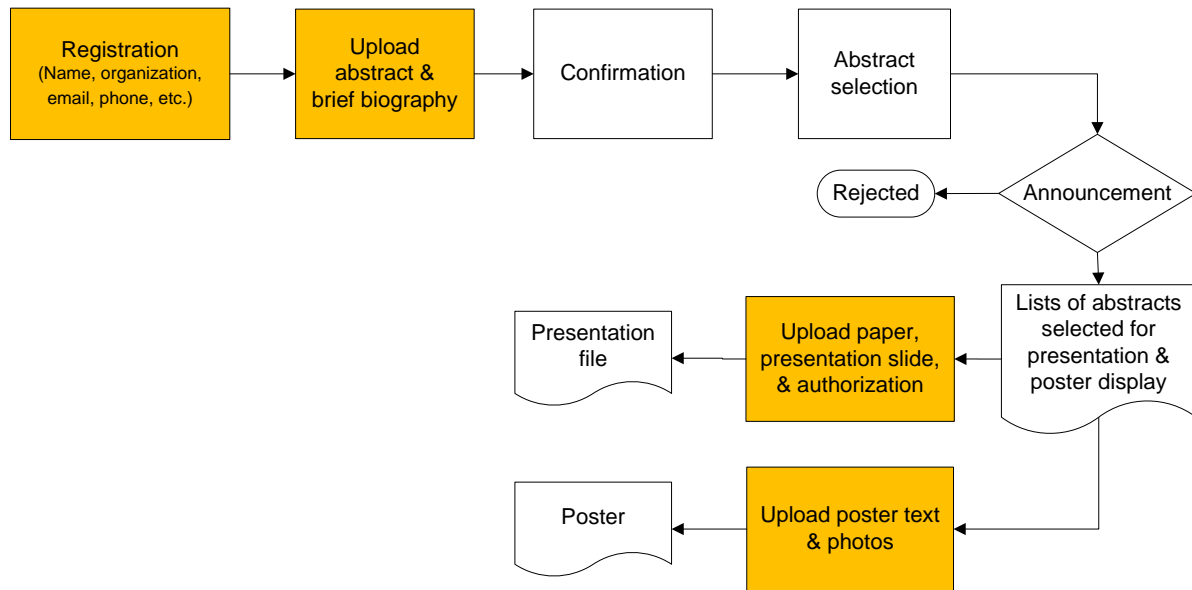 Registration
(Name, organization,
email, phone, etc.)
Upload
abstract &
brief biography
Confirmation
Abstract
selection
Rejected
Announcement
Lists of abstracts
selected for
presentation &
poster display
Upload paper,
presentation slide,
& authorization
Presentation
file
Upload poster text
& photos
Poster